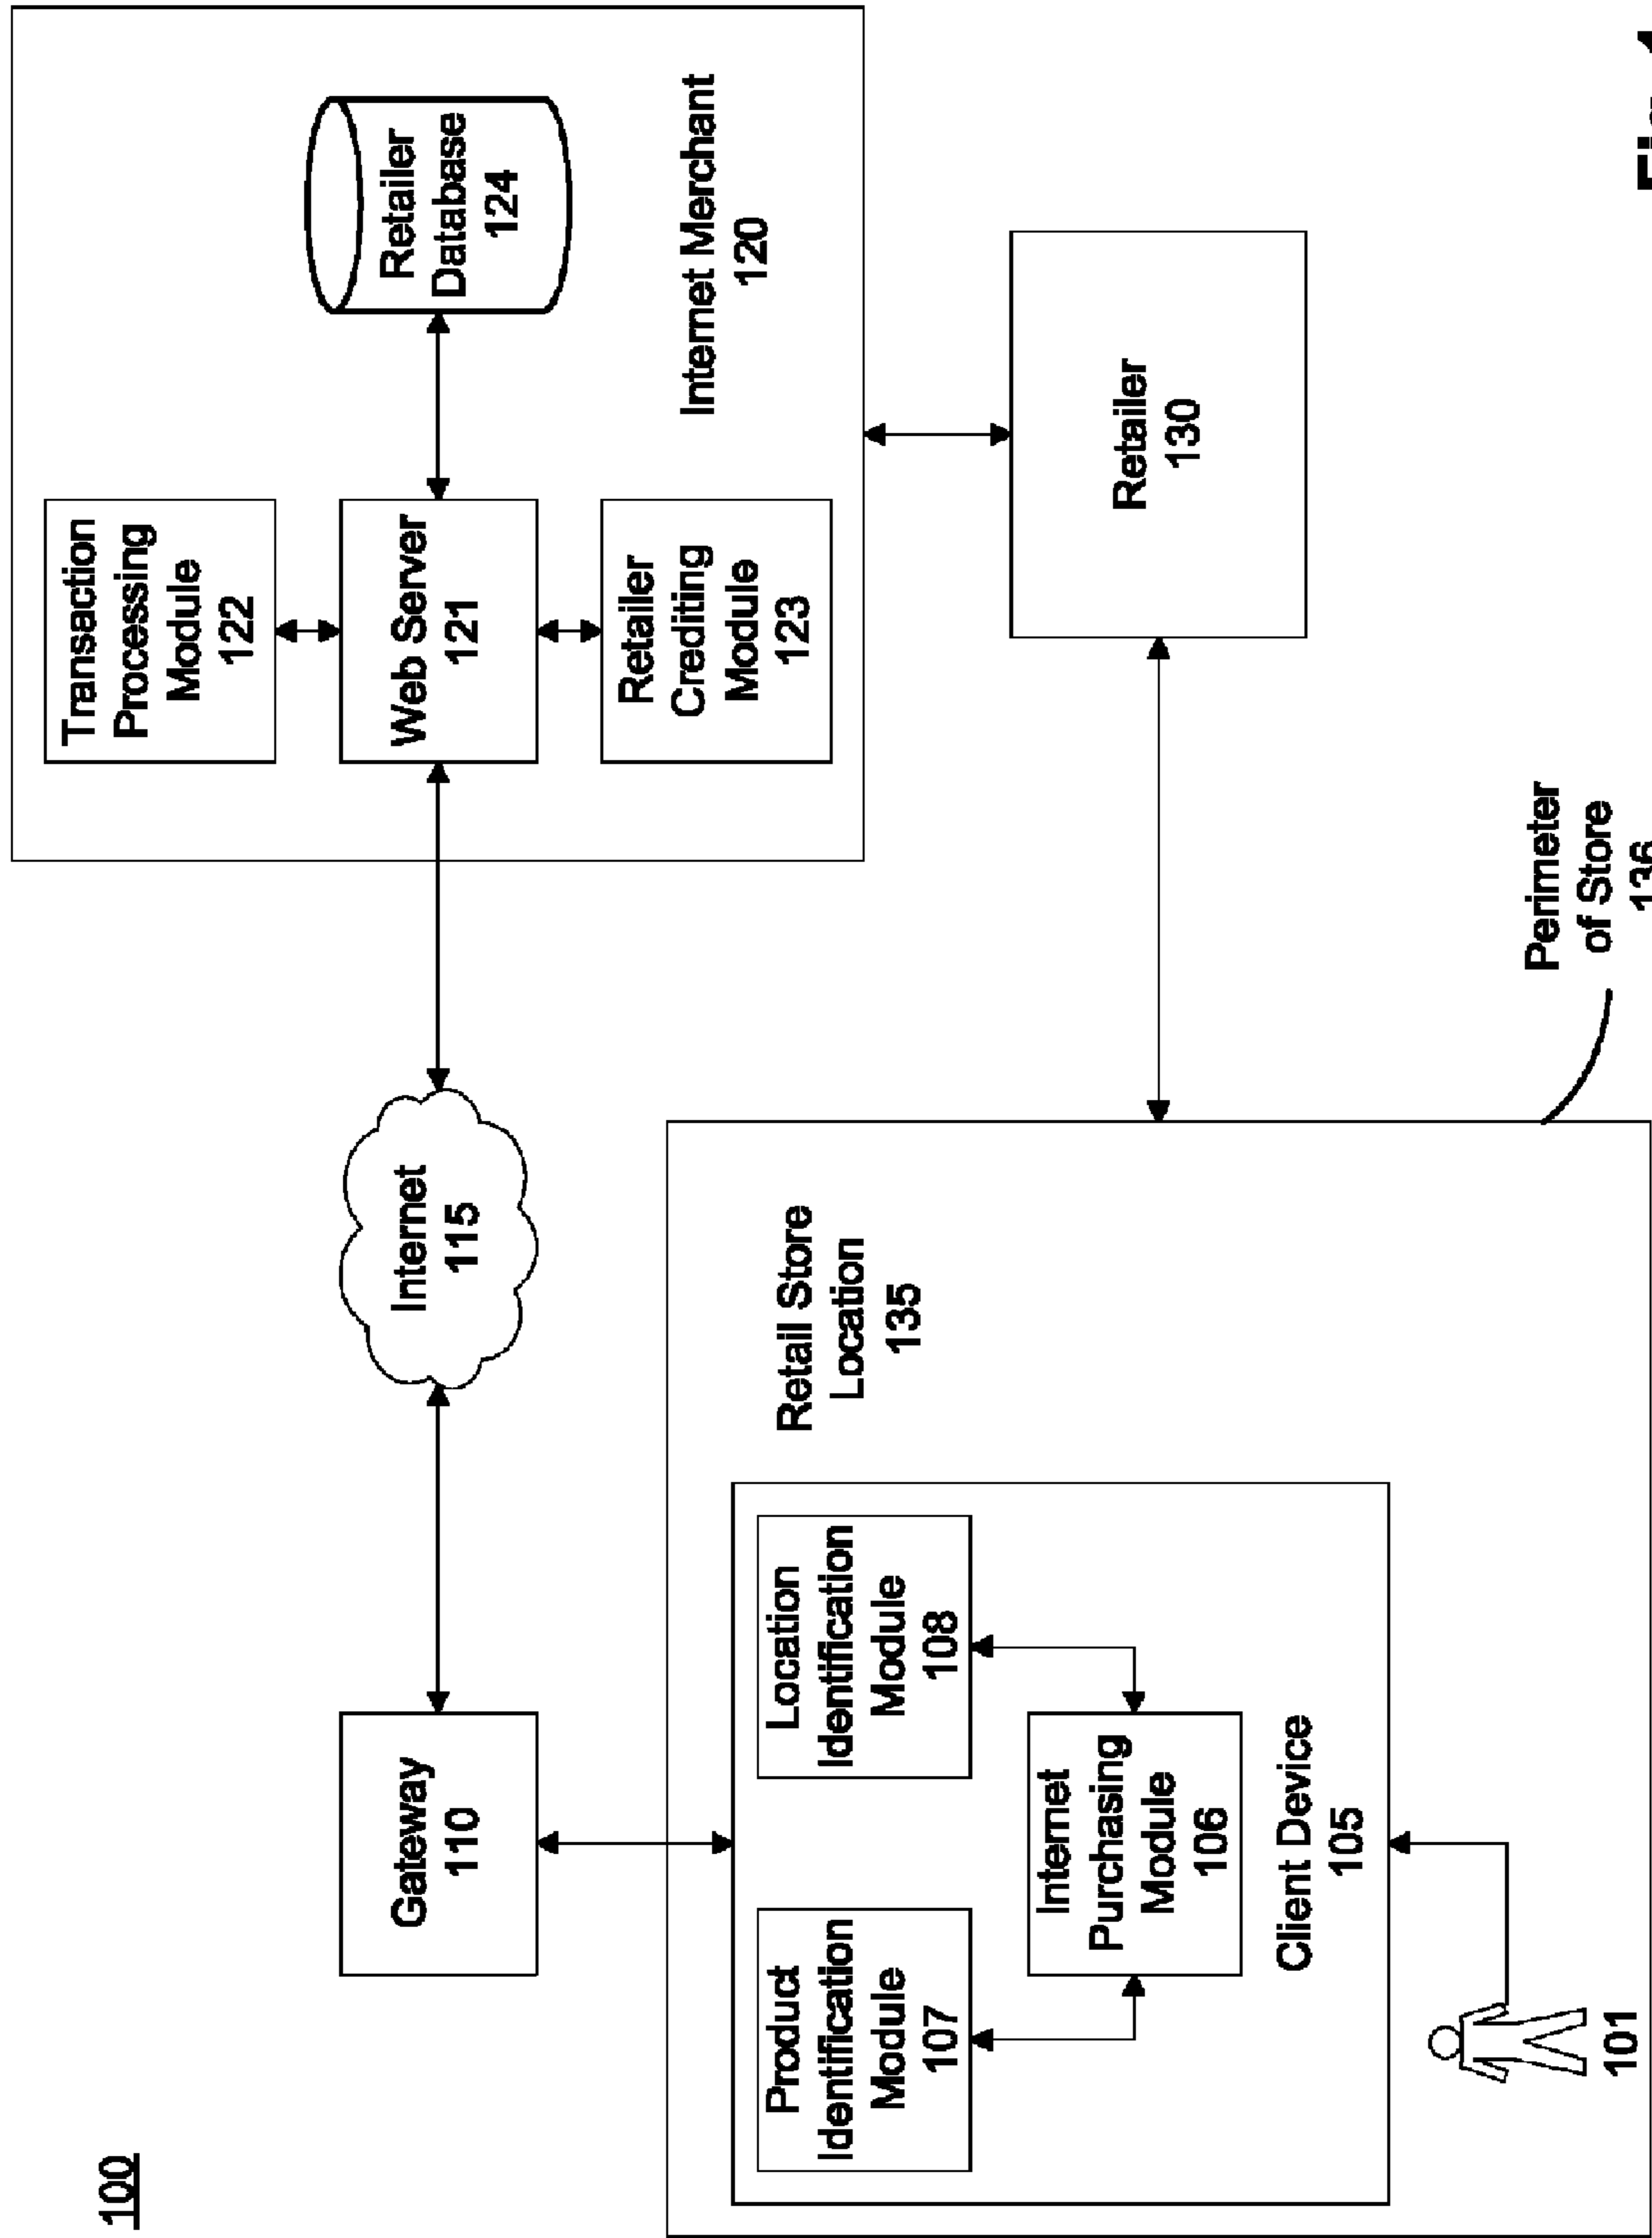 100
Gateway
110
Internet
115
Transaction
Processing
Module
122
Web Server
121
Retailer
Crediting
Module
123
Retailer
Database
124
Internet Merchant
120
Product
Identification
Module
107
Location
Identification
Module
108
Internet
Purchasing
Module
106
Client Device
105
Retail Store
Location
135
Retailer
130
101
Perimeter
of Store
136